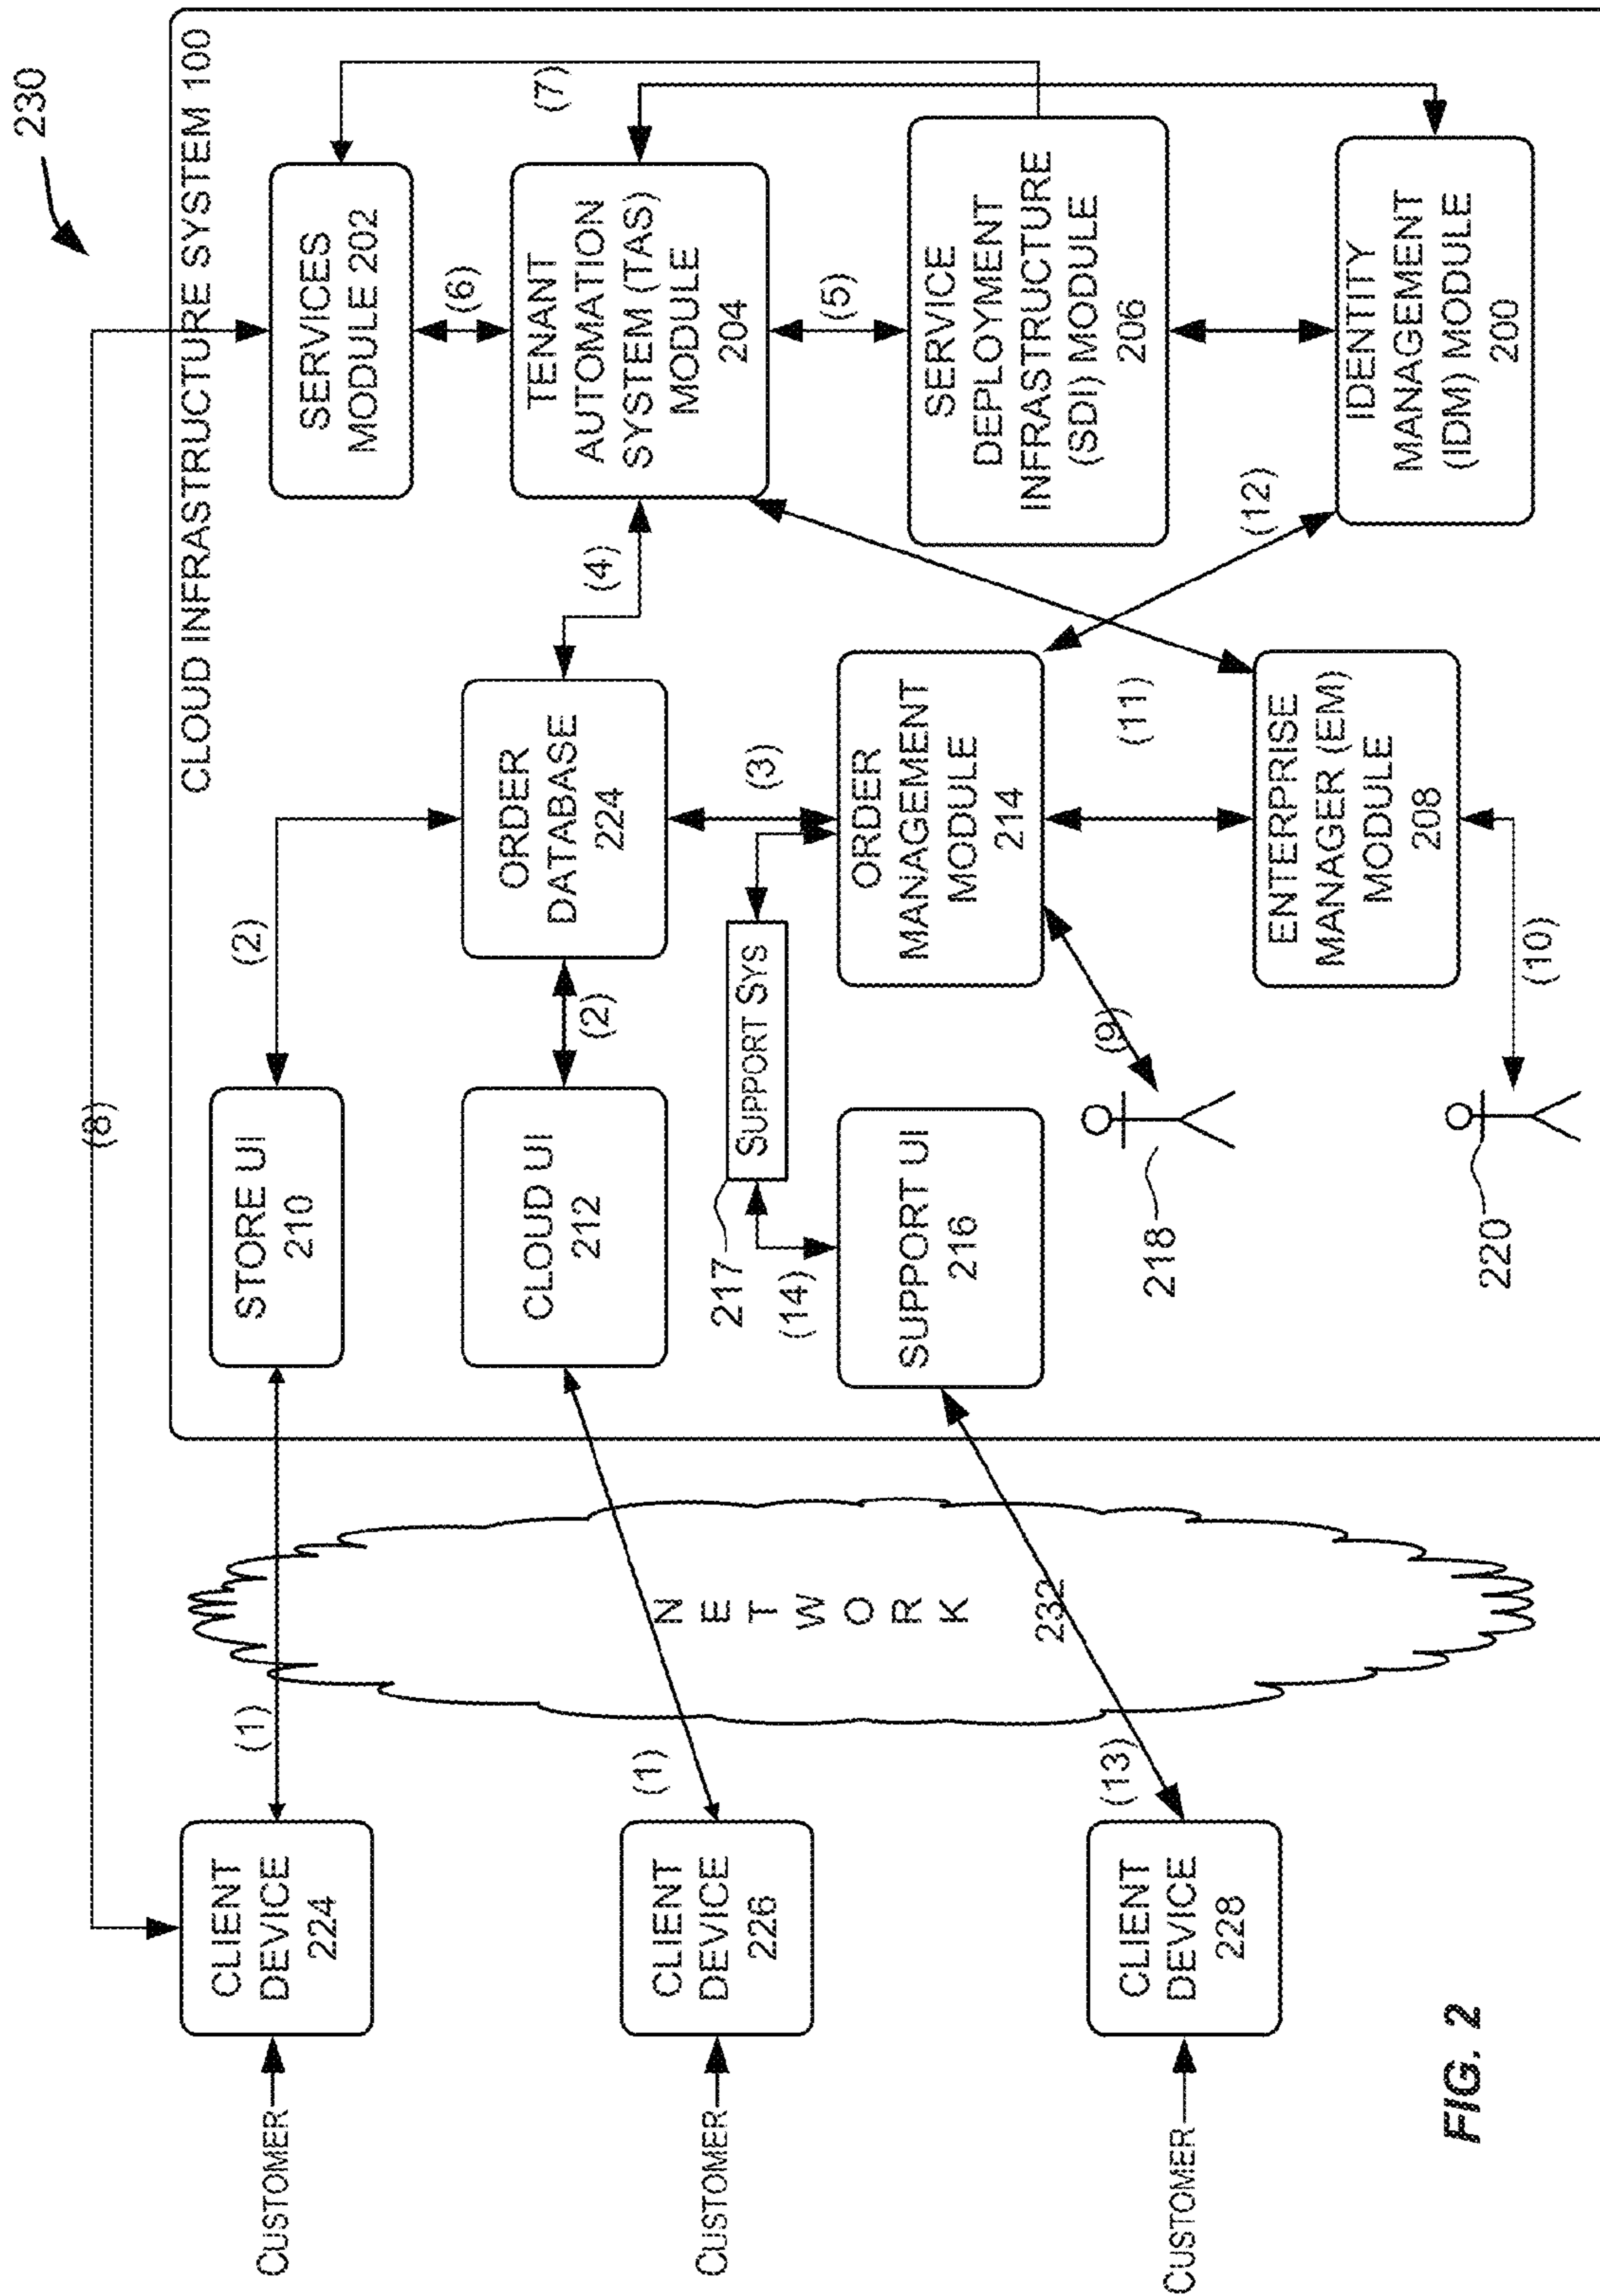 230
CLOUD INFRASTRUCTURE SYSTEM 100
(8)
CUSTOMER
CLIENT
DEVICE
224
(1)
STORE UI
210
(2)
SERVICES
MODULE 202
(7)
(6)
CUSTOMER
CLIENT
DEVICE
226
(1)
CLOUD UI
212
(2)
ORDER
DATABASE
224
(4)
TENANT
AUTOMATION
SYSTEM (TAS)
MODULE
204
NETWORK
232
217
SUPPORT SYS
(3)
(5)
(14)
SUPPORT UI
216
ORDER
MANAGEMENT
MODULE
214
SERVICE
DEPLOYMENT
INFRASTRUCTURE
(SDI) MODULE
206
CUSTOMER
CLIENT
DEVICE
228
(13)
(9)
218
(11)
(12)
ENTERPRISE
MANAGER (EM)
MODULE
208
IDENTITY
MANAGEMENT
(IDM) MODULE
200
220
(10)
FIG. 2